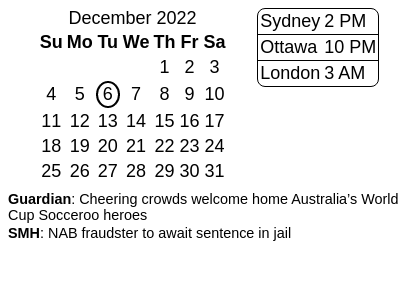 December 2022
Su Mo Tu We Th Fr Sa
1 2 3
4 5 6 7 8 9 10
11 12 13 14 15 16 17
18 19 20 21 22 23 24
25 26 27 28 29 30 31
Sydney 2 PM
Ottawa 10 PM
London 3 AM
Guardian: Cheering crowds welcome home Australia’s World
Cup Socceroo heroes
SMH: NAB fraudster to await sentence in jail